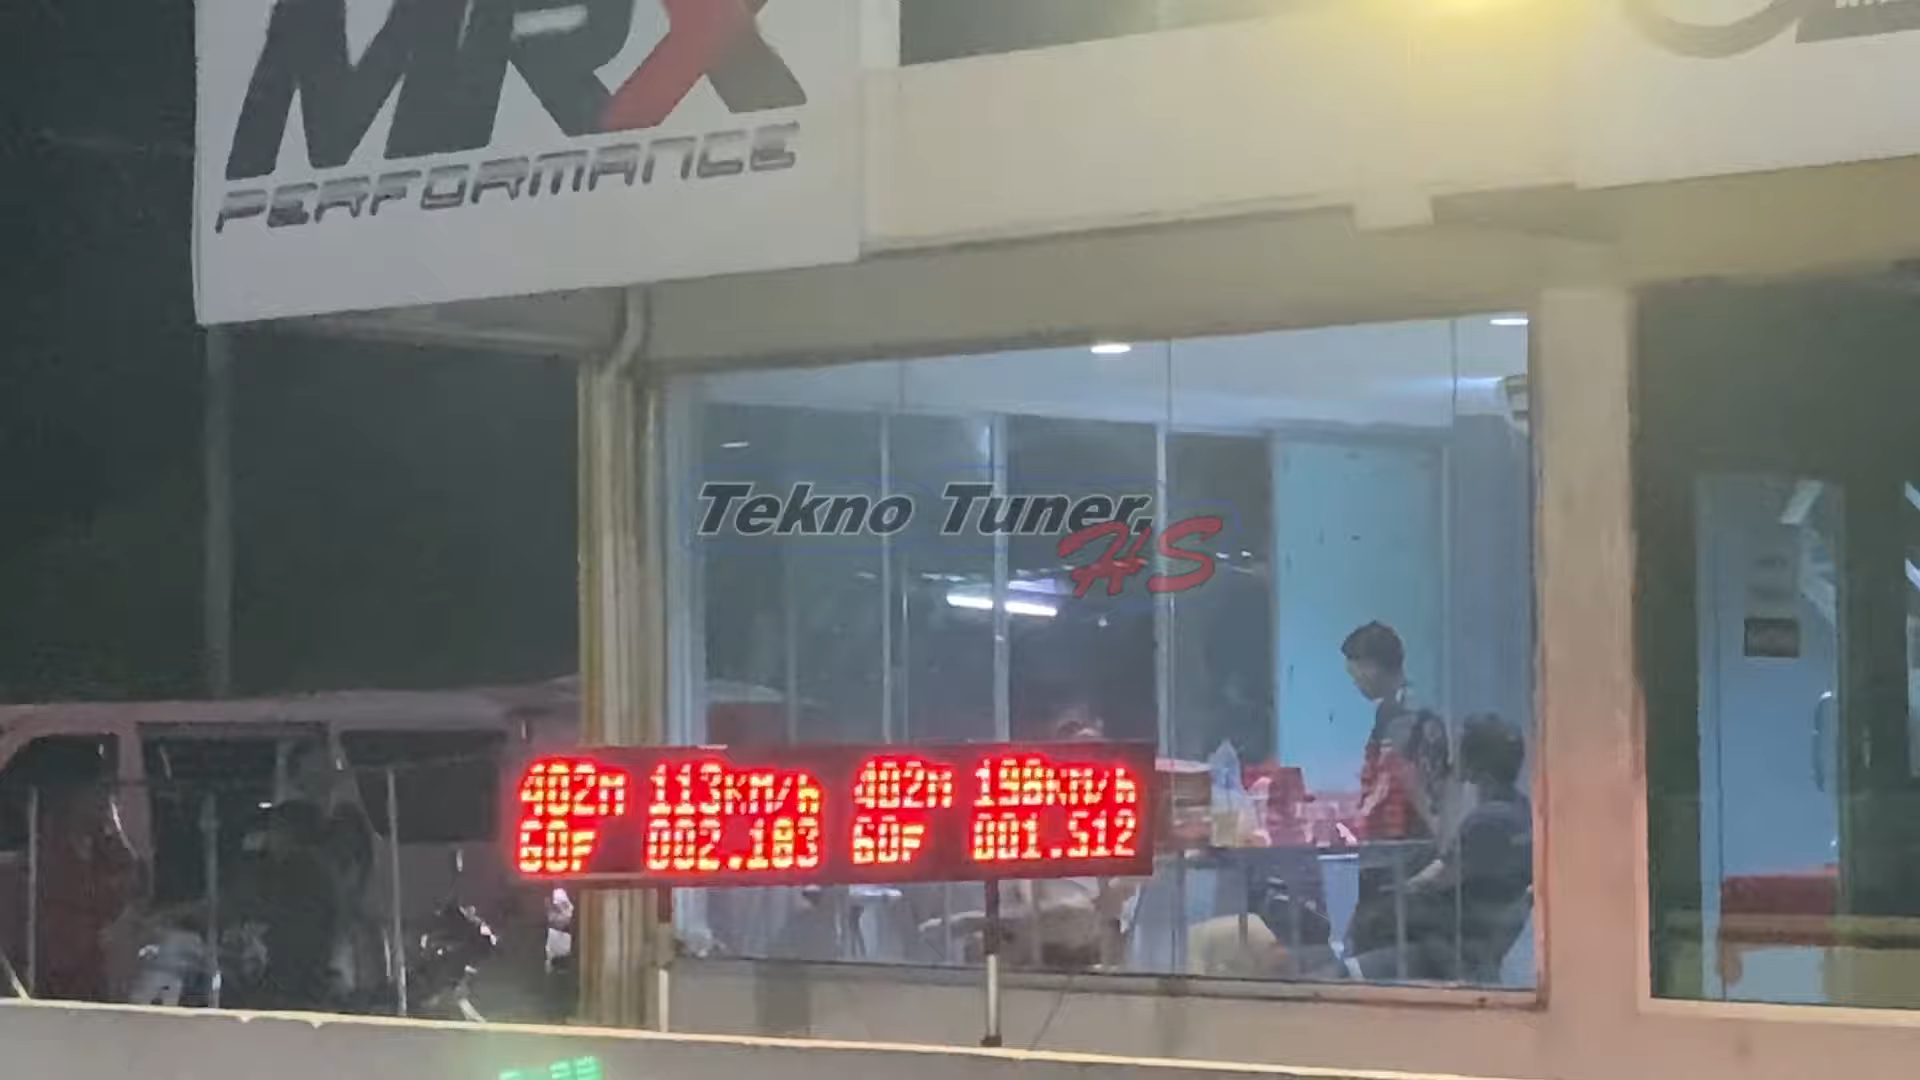 MRX
PERFORMANCE
Tekno Tuner.
HS
402M 113KM/h 402M 198KM/h
60F 002.183 60F 001.512